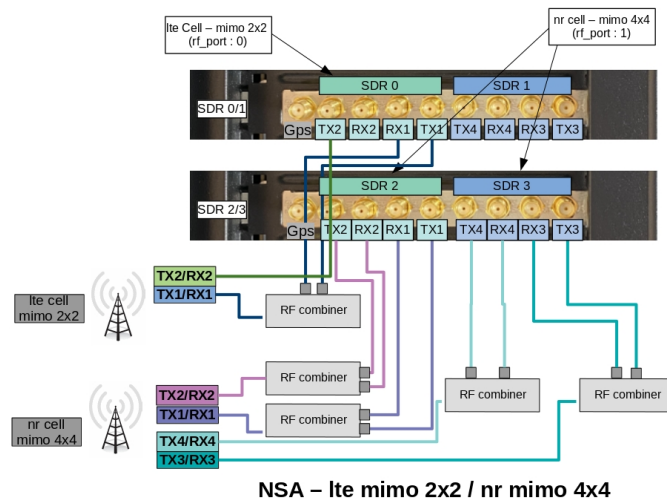 lte Cell – mimo 2x2
(rf_port : 0)
nr cell – mimo 4x4
(rf_port : 1)
SDR 0
SDR 1
SDR 0/1
Gps
TX2
RX2
RX1
TX1
TX4
RX4
RX3
TX3
SDR 2
SDR 3
SDR 2/3
Gps
TX2
RX2
RX1
TX1
TX4
RX4
RX3
TX3
TX2/RX2
TX1/RX1
lte cell
mimo 2x2
RF combiner
RF combiner
RF combiner
RF combiner
RF combiner
TX2/RX2
TX1/RX1
nr cell
mimo 4x4
TX4/RX4
TX3/RX3
NSA – lte mimo 2x2 / nr mimo 4x4